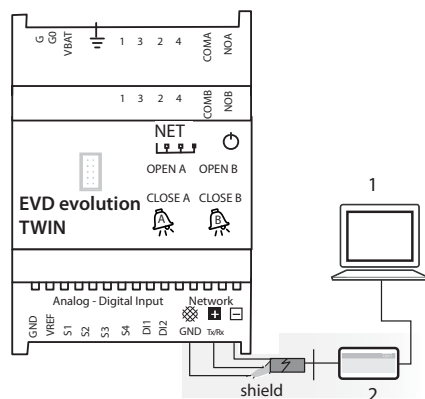 G G0 VBAT 1 3 2 4 COMA NOA
1 3 2 4 COMB NOB
NET
OPEN A OPEN B
CLOSE A CLOSE B
A B
EVD evolution
TWIN
1
Analog - Digital Input Network
GND VREF S1 S2 S3 S4 DI1 DI2 GND Tx/Rx
shield
2